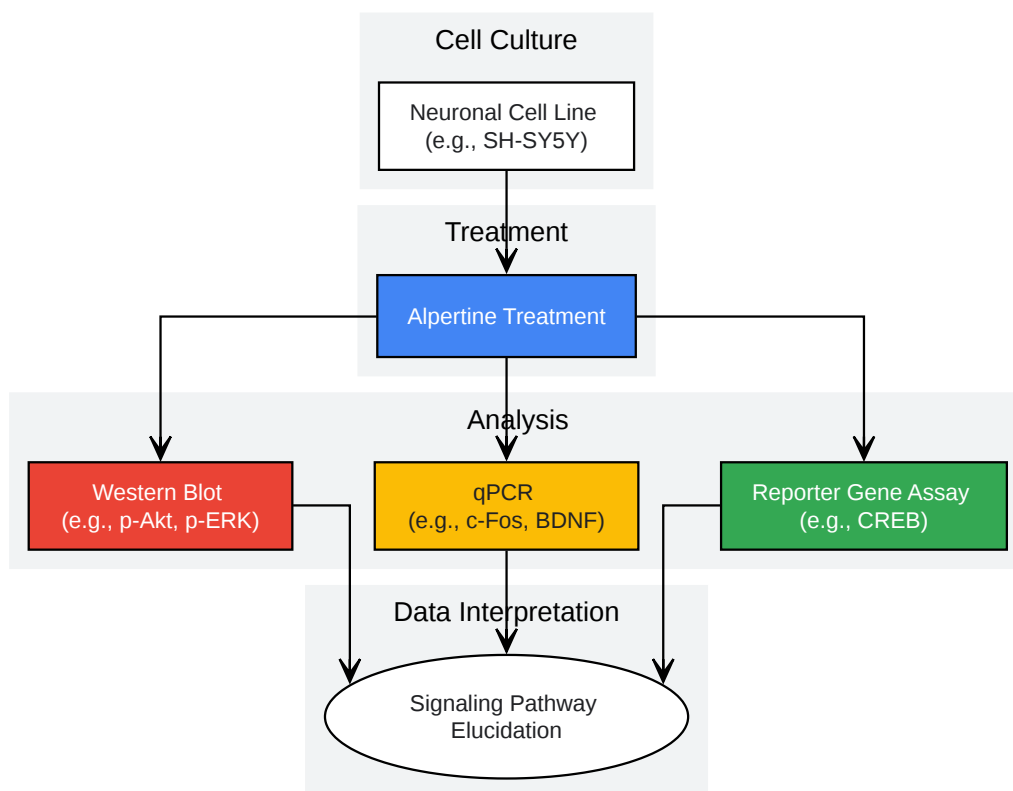 Cell Culture
Neuronal Cell Line
(e.g., SH-SY5Y)
Treatment
Alpertine Treatment
Analysis
Western Blot
(e.g., p-Akt, p-ERK)
qPCR
(e.g., c-Fos, BDNF)
Reporter Gene Assay
(e.g., CREB)
Data Interpretation
Signaling Pathway
Elucidation